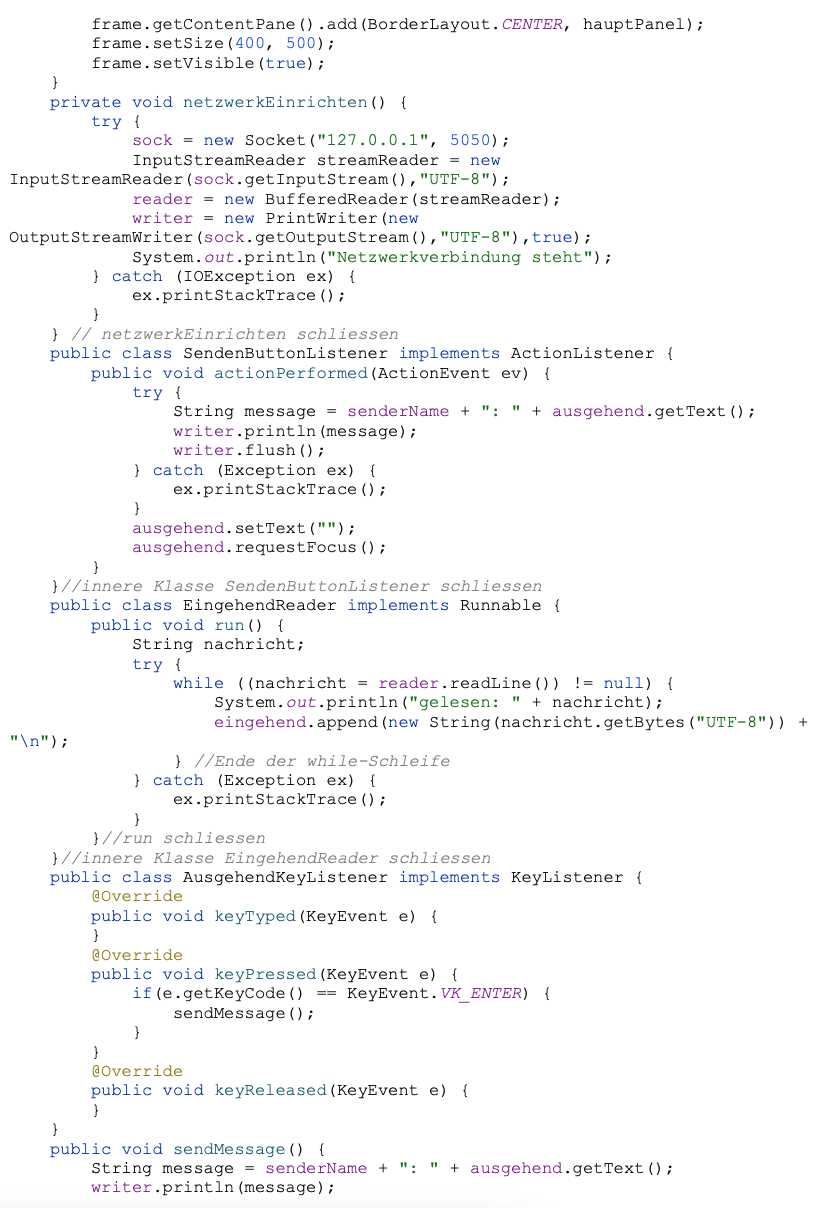 frame.getContentPane().add(BorderLayout.CENTER, hauptPanel);
        frame.setSize(400, 500);
        frame.setVisible(true);
    }
    private void netzwerkEinrichten() {
        try {
            sock = new Socket("127.0.0.1", 5050);
            InputStreamReader streamReader = new
InputStreamReader(sock.getInputStream(),"UTF-8");
            reader = new BufferedReader(streamReader);
            writer = new PrintWriter(new
OutputStreamWriter(sock.getOutputStream(),"UTF-8"),true);
            System.out.println("Netzwerkverbindung steht");
        } catch (IOException ex) {
            ex.printStackTrace();
        }
    } // netzwerkEinrichten schliessen
    public class SendenButtonListener implements ActionListener {
        public void actionPerformed(ActionEvent ev) {
            try {
                String message = senderName + ": " + ausgehend.getText();
                writer.println(message);
                writer.flush();
            } catch (Exception ex) {
                ex.printStackTrace();
            }
            ausgehend.setText("");
            ausgehend.requestFocus();
        }
    }//innere Klasse SendenButtonListener schliessen
    public class EingehendReader implements Runnable {
        public void run() {
            String nachricht;
            try {
                while ((nachricht = reader.readLine()) != null) {
                    System.out.println("gelesen: " + nachricht);
                    eingehend.append(new String(nachricht.getBytes("UTF-8")) +
"\n");
                } //Ende der while-Schleife
            } catch (Exception ex) {
                ex.printStackTrace();
            }
        }//run schliessen
    }//innere Klasse EingehendReader schliessen
    public class AusgehendKeyListener implements KeyListener {
        @Override
        public void keyTyped(KeyEvent e) {
        }
        @Override
        public void keyPressed(KeyEvent e) {
            if(e.getKeyCode() == KeyEvent.VK_ENTER) {
                sendMessage();
            }
        }
        @Override
        public void keyReleased(KeyEvent e) {
        }
    }
    public void sendMessage() {
        String message = senderName + ": " + ausgehend.getText();
        writer.println(message);